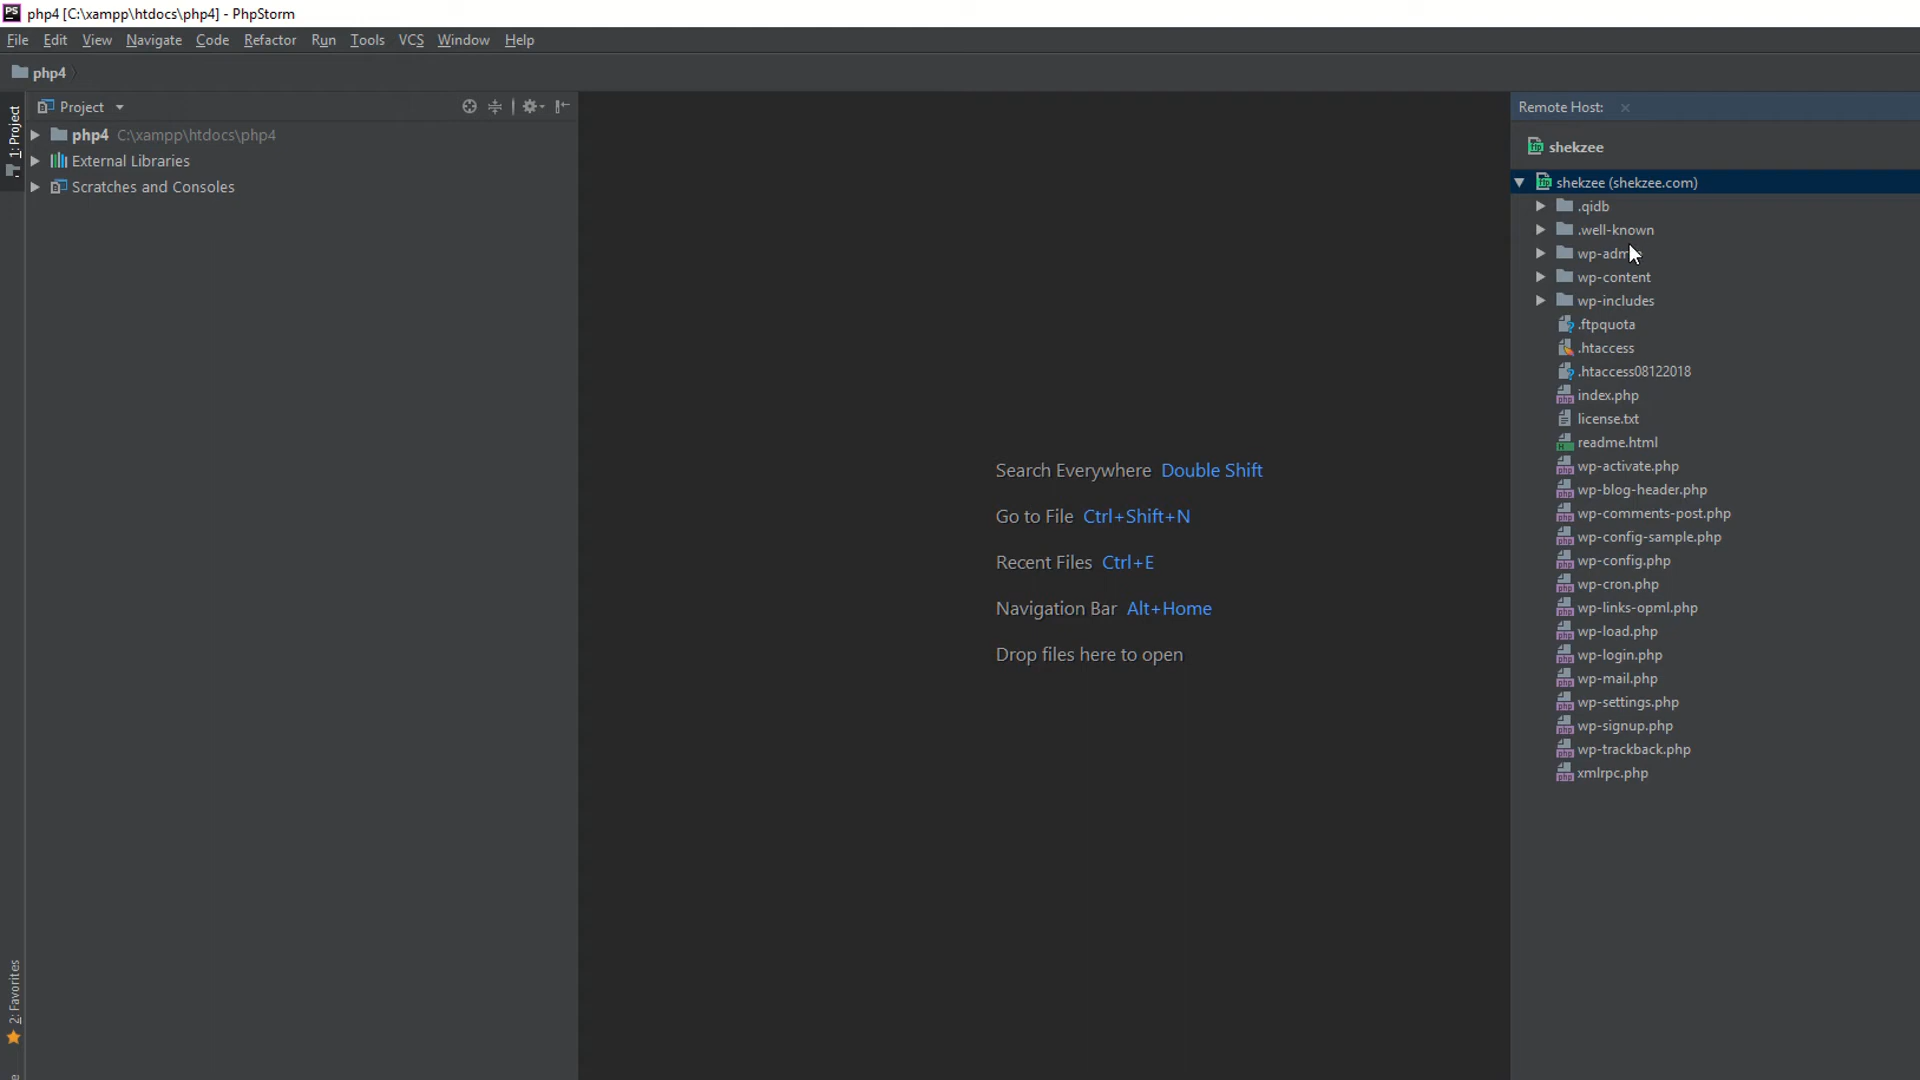 php4 [C:\xampp\htdocs\php4] - PhpStorm
File Edit View Navigate Code Refactor Run Tools VCS Window Help
php4
1: Project
Project
php4 C:\xampp\htdocs\php4
External Libraries
Scratches and Consoles
2: Favorites
Search Everywhere Double Shift
Go to File Ctrl+Shift+N
Recent Files Ctrl+E
Navigation Bar Alt+Home
Drop files here to open
Remote Host:
shekzee
shekzee (shekzee.com)
.qidb
.well-known
wp-content
wp-includes
.ftpquota
.htaccess
.htaccess08122018
index.php
license.txt
readme.html
wp-activate.php
wp-blog-header.php
wp-comments-post.php
wp-config-sample.php
wp-config.php
wp-cron.php
wp-links-opml.php
wp-load.php
wp-login.php
wp-mail.php
wp-settings.php
wp-signup.php
wp-trackback.php
xmlrpc.php